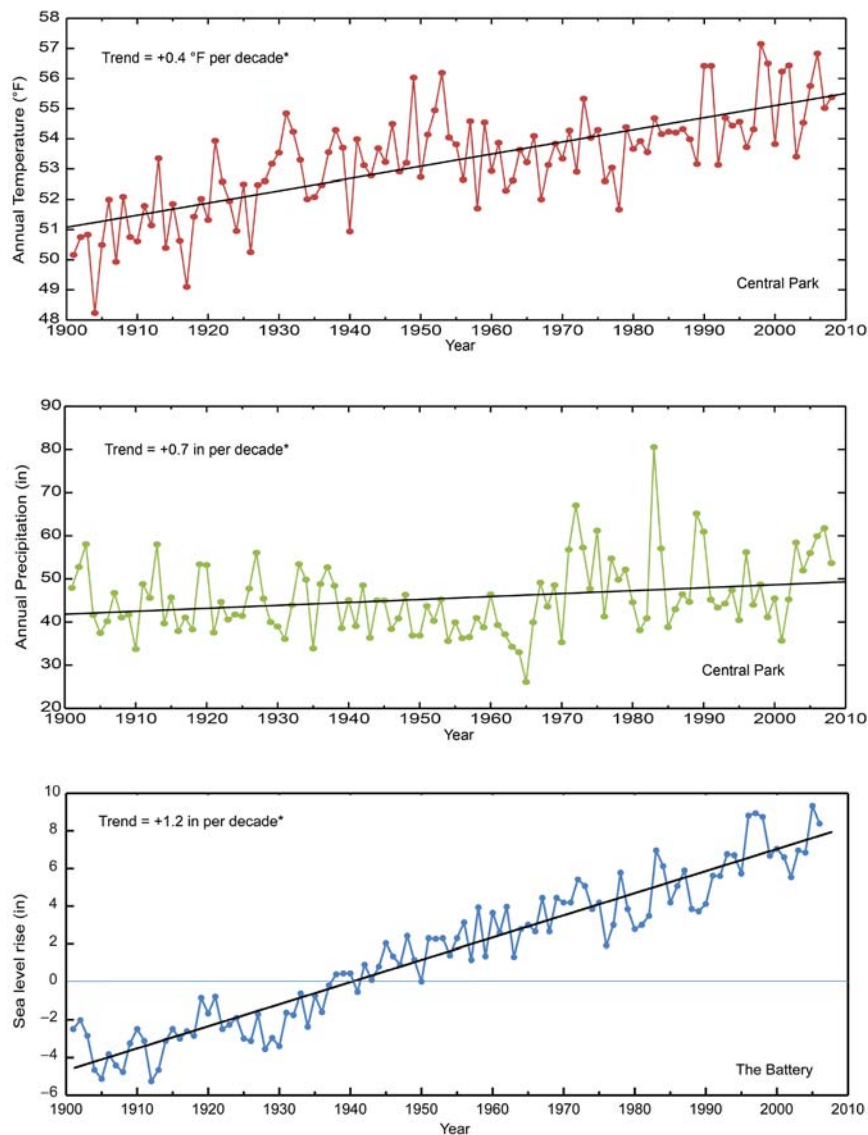 58
57
56
55
54
53
52
51
50
49
48
Annual Temperature (°F)
Trend = +0.4 °F per decade*
Central Park
1900 1910 1920 1930 1940 1950 1960 1970 1980 1990 2000 2010
Year
90
80
70
60
50
40
30
20
Annual Precipitation (in)
Trend = +0.7 in per decade*
Central Park
1900 1910 1920 1930 1940 1950 1960 1970 1980 1990 2000 2010
Year
10
8
6
4
2
0
−2
−4
−6
Sea level rise (in)
Trend = +1.2 in per decade*
The Battery
1900 1910 1920 1930 1940 1950 1960 1970 1980 1990 2000 2010
Year